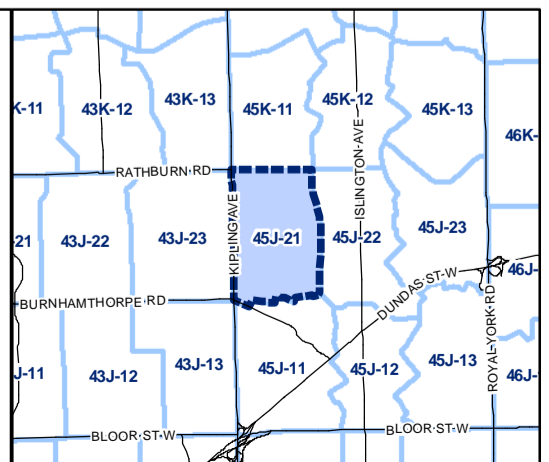 K-11
43K-12
43K-13
45K-11
45K-12
45K-13
46K-
RATHBURN RD
ISLINGTON AVE
KIPLING AVE
-21
43J-22
43J-23
45J-21
45J-22
45J-23
46J-
DUNDAS ST W
BURNHAMTHORPE RD
ROYAL YORK RD
J-11
43J-12
43J-13
45J-11
45J-12
45J-13
46J-
BLOOR ST W
BLOOR ST W